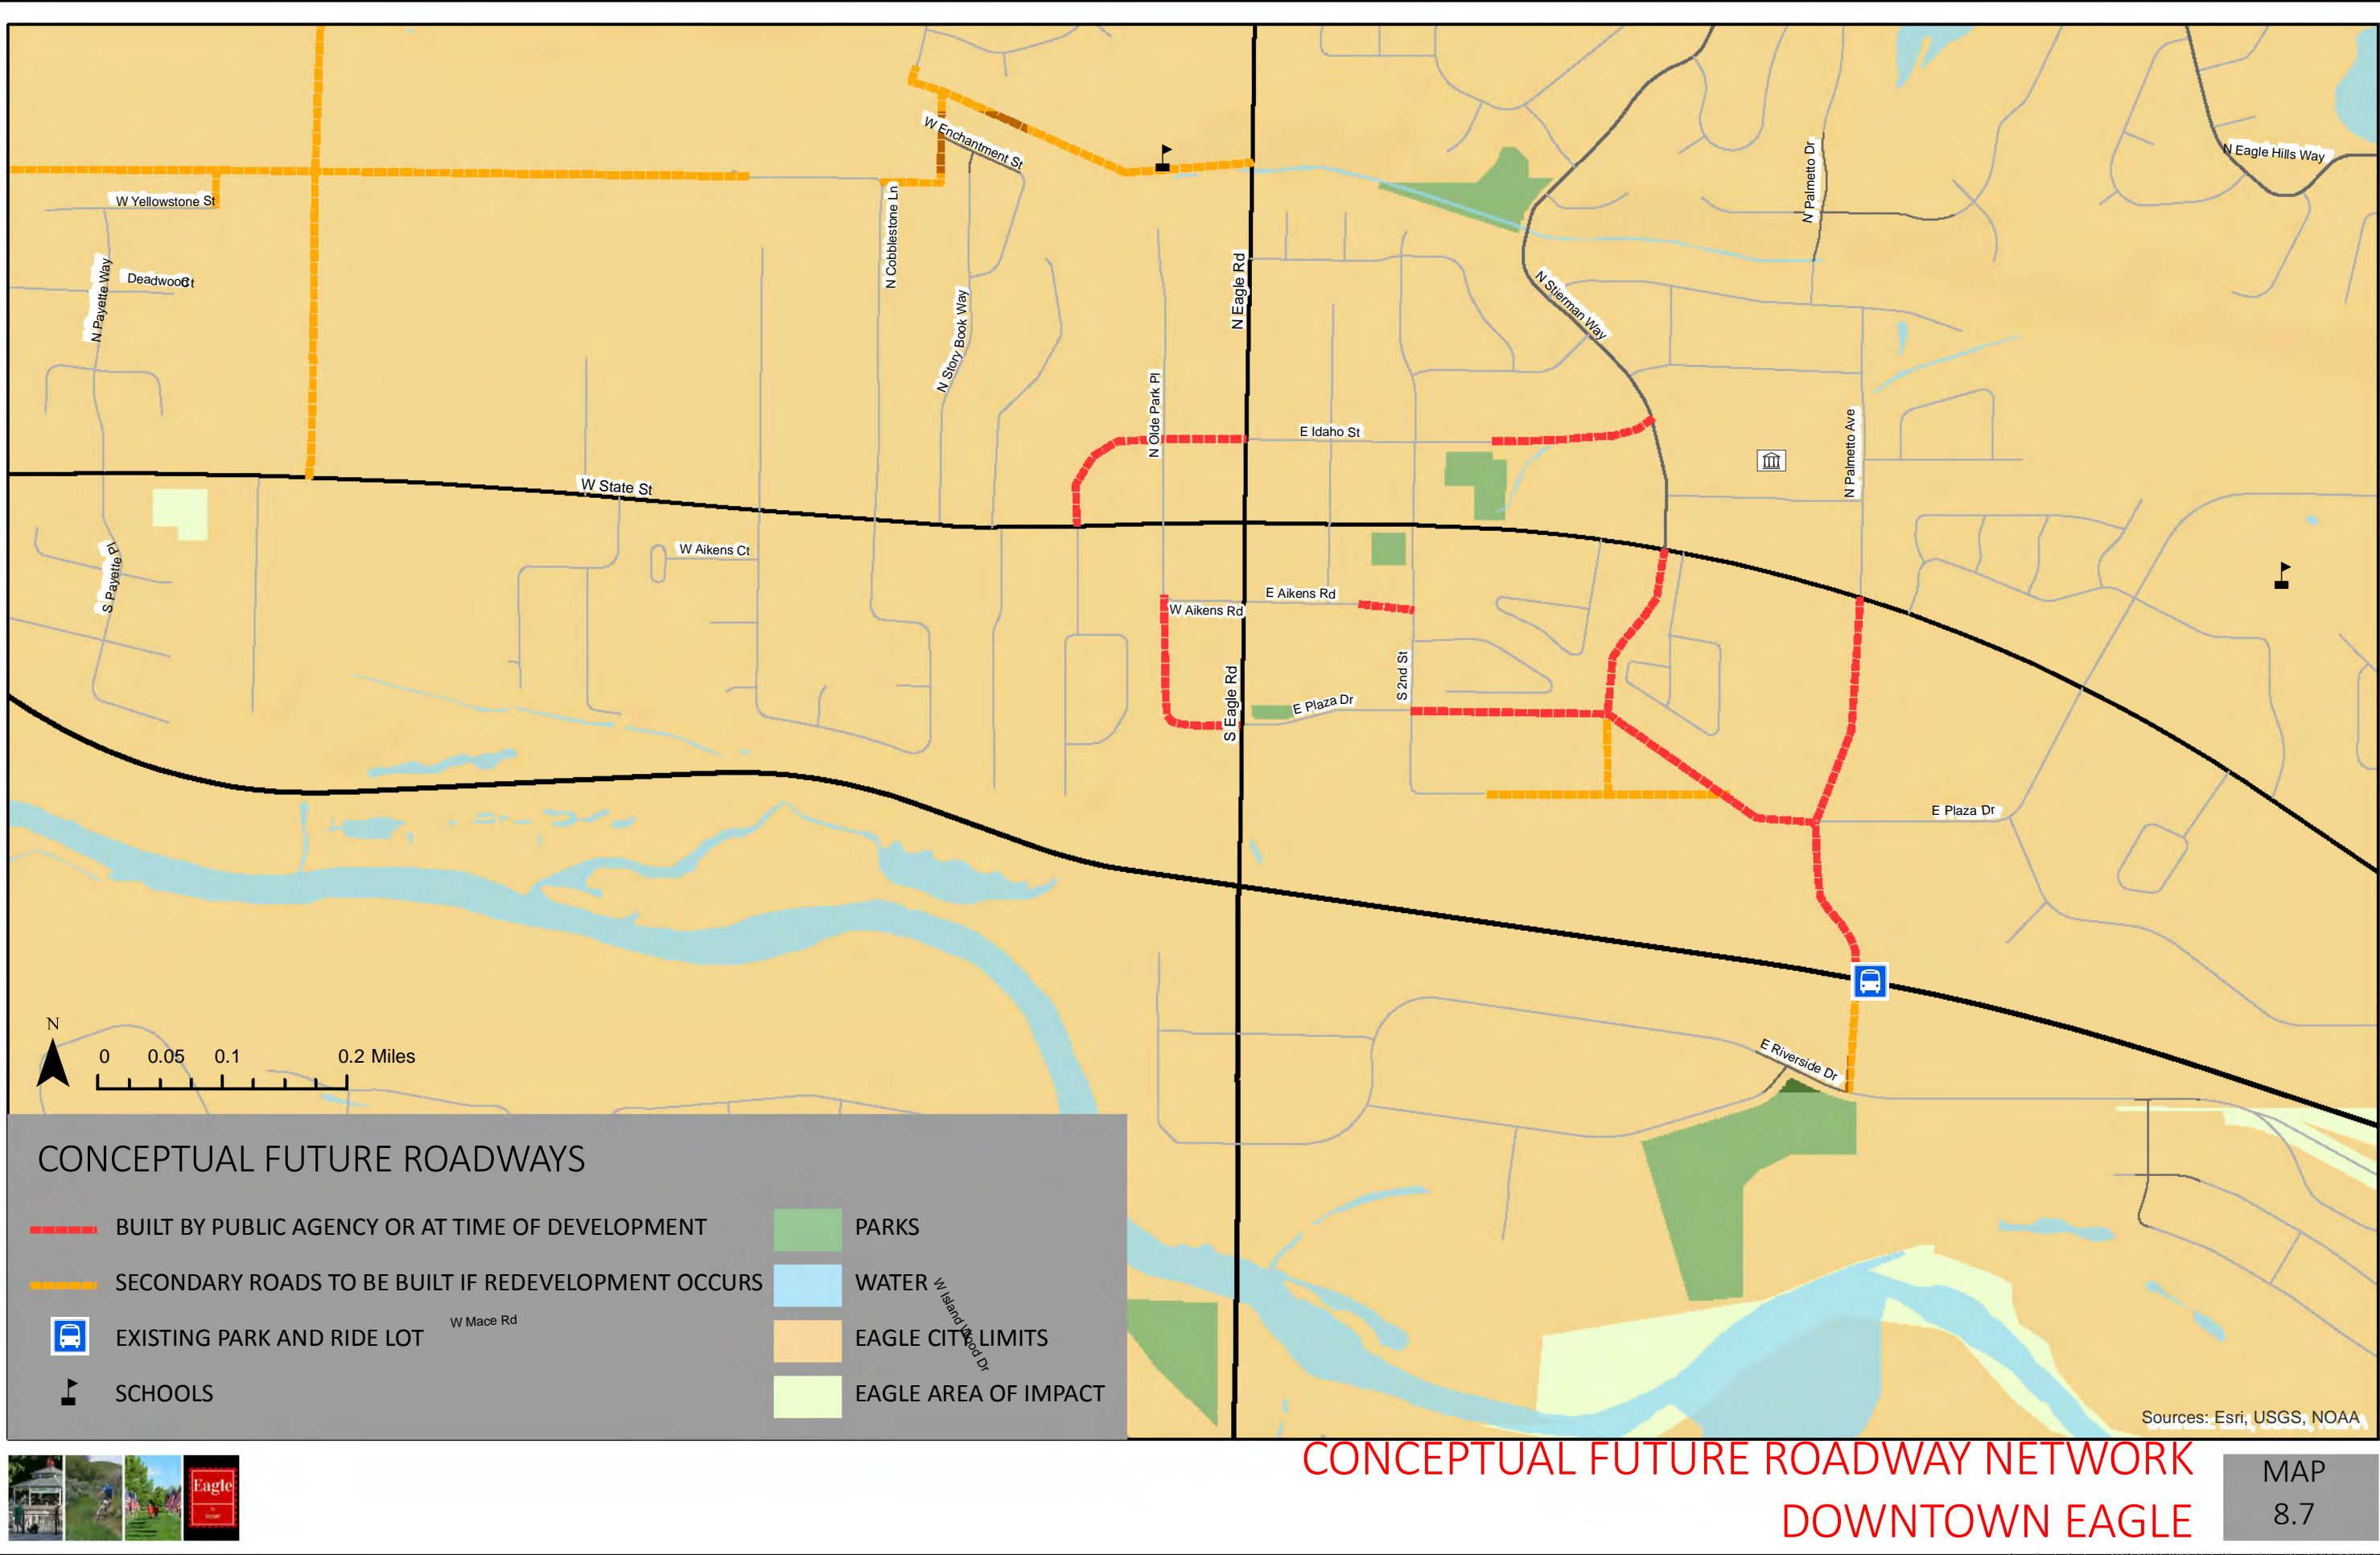 W Enchantment St
N Eagle Hills Way
N Palmetto Dr
W Yellowstone St
N Cobblestone Ln
N Payette Way
Deadwood Ct
N Eagle Rd
N Stierman Way
N Story Book Way
N Olde Park Pl
E Idaho St
N Palmetto Ave
W State St
W Aikens Ct
S Payette Pl
E Aikens Rd
W Aikens Rd
S 2nd St
S Eagle Rd
E Plaza Dr
E Plaza Dr
E Riverside Dr
N
0 0.05 0.1 0.2 Miles
CONCEPTUAL FUTURE ROADWAYS
BUILT BY PUBLIC AGENCY OR AT TIME OF DEVELOPMENT
SECONDARY ROADS TO BE BUILT IF REDEVELOPMENT OCCURS
EXISTING PARK AND RIDE LOT
SCHOOLS
W Mace Rd
PARKS
WATER
EAGLE CITY LIMITS
EAGLE AREA OF IMPACT
W Island Wood Dr
Sources: Esri, USGS, NOAA
Eagle
CONCEPTUAL FUTURE ROADWAY NETWORK
DOWNTOWN EAGLE
MAP
8.7